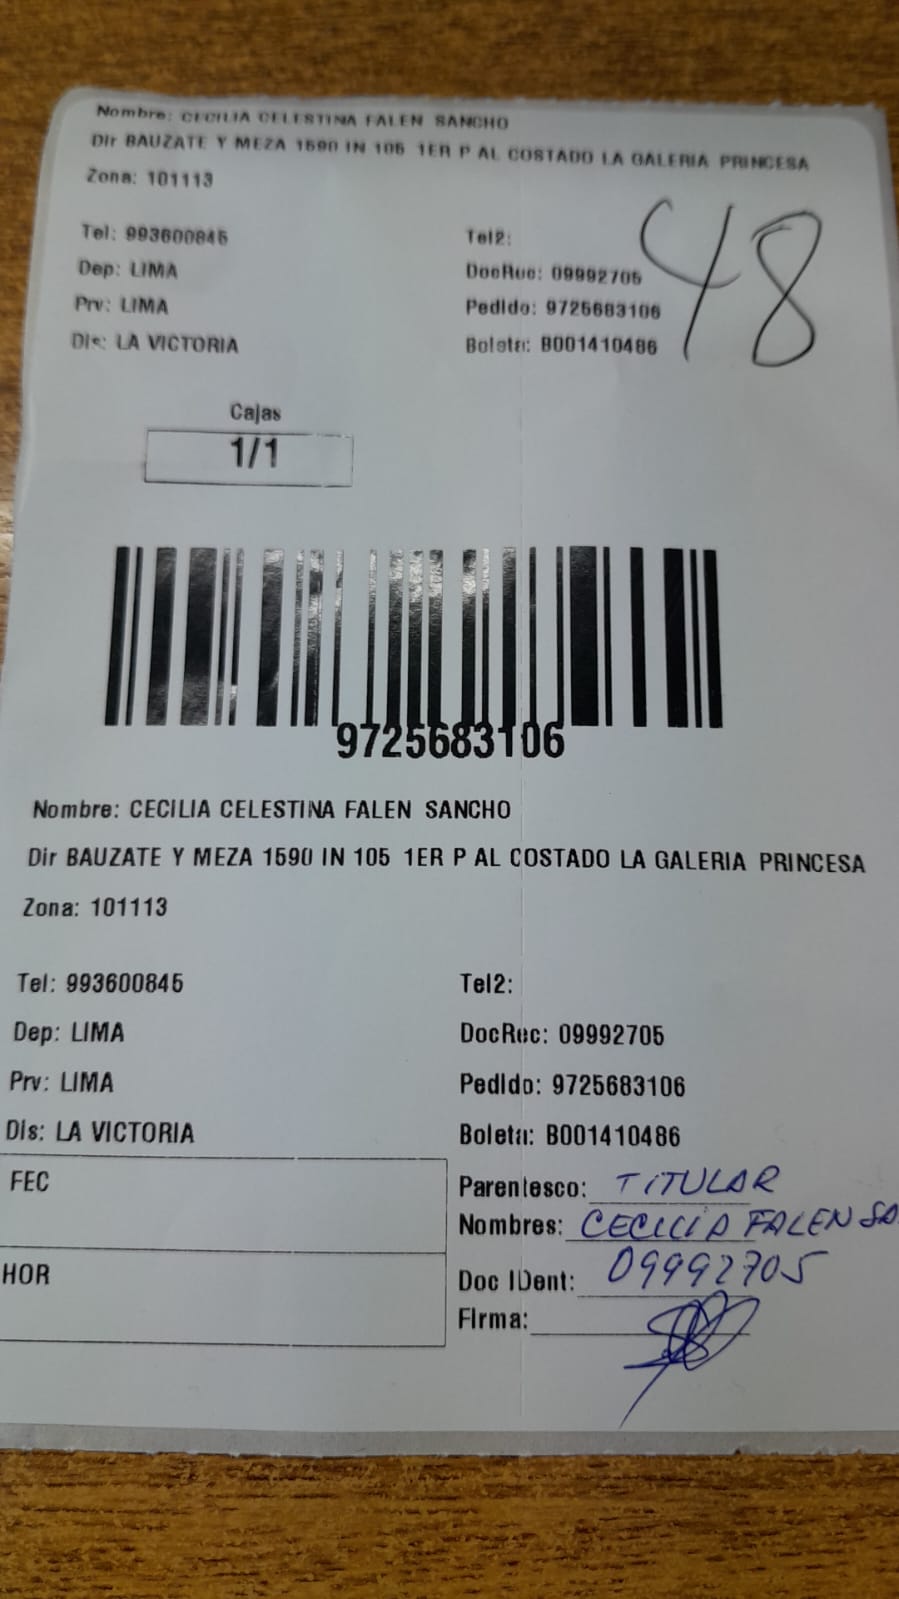 Nombre: CECILIA CELESTINA FALEN SANCHO
Dir BAUZATE Y MEZA 1590 IN 105 1ER P AL COSTADO LA GALERIA PRINCESA
Zona: 101113
Tel: 993600845 Tel2:
Dep: LIMA DocRec: 09992705
Prv: LIMA Pedido: 9725683106
Dis: LA VICTORIA Boleta: B001410486
48
Cajas
1/1
9725683106
Nombre: CECILIA CELESTINA FALEN SANCHO
Dir BAUZATE Y MEZA 1590 IN 105 1ER P AL COSTADO LA GALERIA PRINCESA
Zona: 101113
Tel: 993600845 Tel2:
Dep: LIMA DocRec: 09992705
Prv: LIMA Pedido: 9725683106
Dis: LA VICTORIA Boleta: B001410486
FEC
Parentesco: TITULAR
Nombres: CECILIA FALEN SA
HOR
Doc IDent: 09992705
Firma: